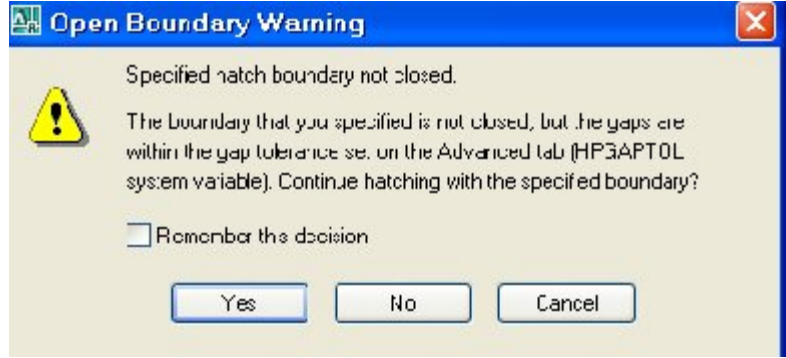 Open Boundary Warning
Specified hatch boundary not closed.
The boundary that you specified is not closed, but the gaps are
within the gap tolerance set on the Advanced tab (HPGAPTOL
system variable). Continue hatching with the specified boundary?
Remember this decision
Yes
No
Cancel